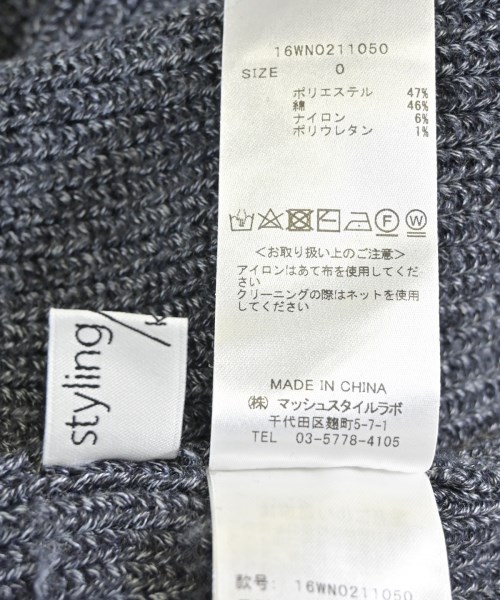 16WN0211050
SIZE 0
ポリエステル 47%
綿 46%
ナイロン 6%
ポリウレタン 1%
F W
＜お取り扱い上のご注意＞
アイロンはあて布を使用してくださ
い
クリーニングの際はネットを使用
してください
MADE IN CHINA
(株) マッシュスタイルラボ
千代田区麹町5-7-1
TEL 03-5778-4105
styling/
款号: 16WN0211050